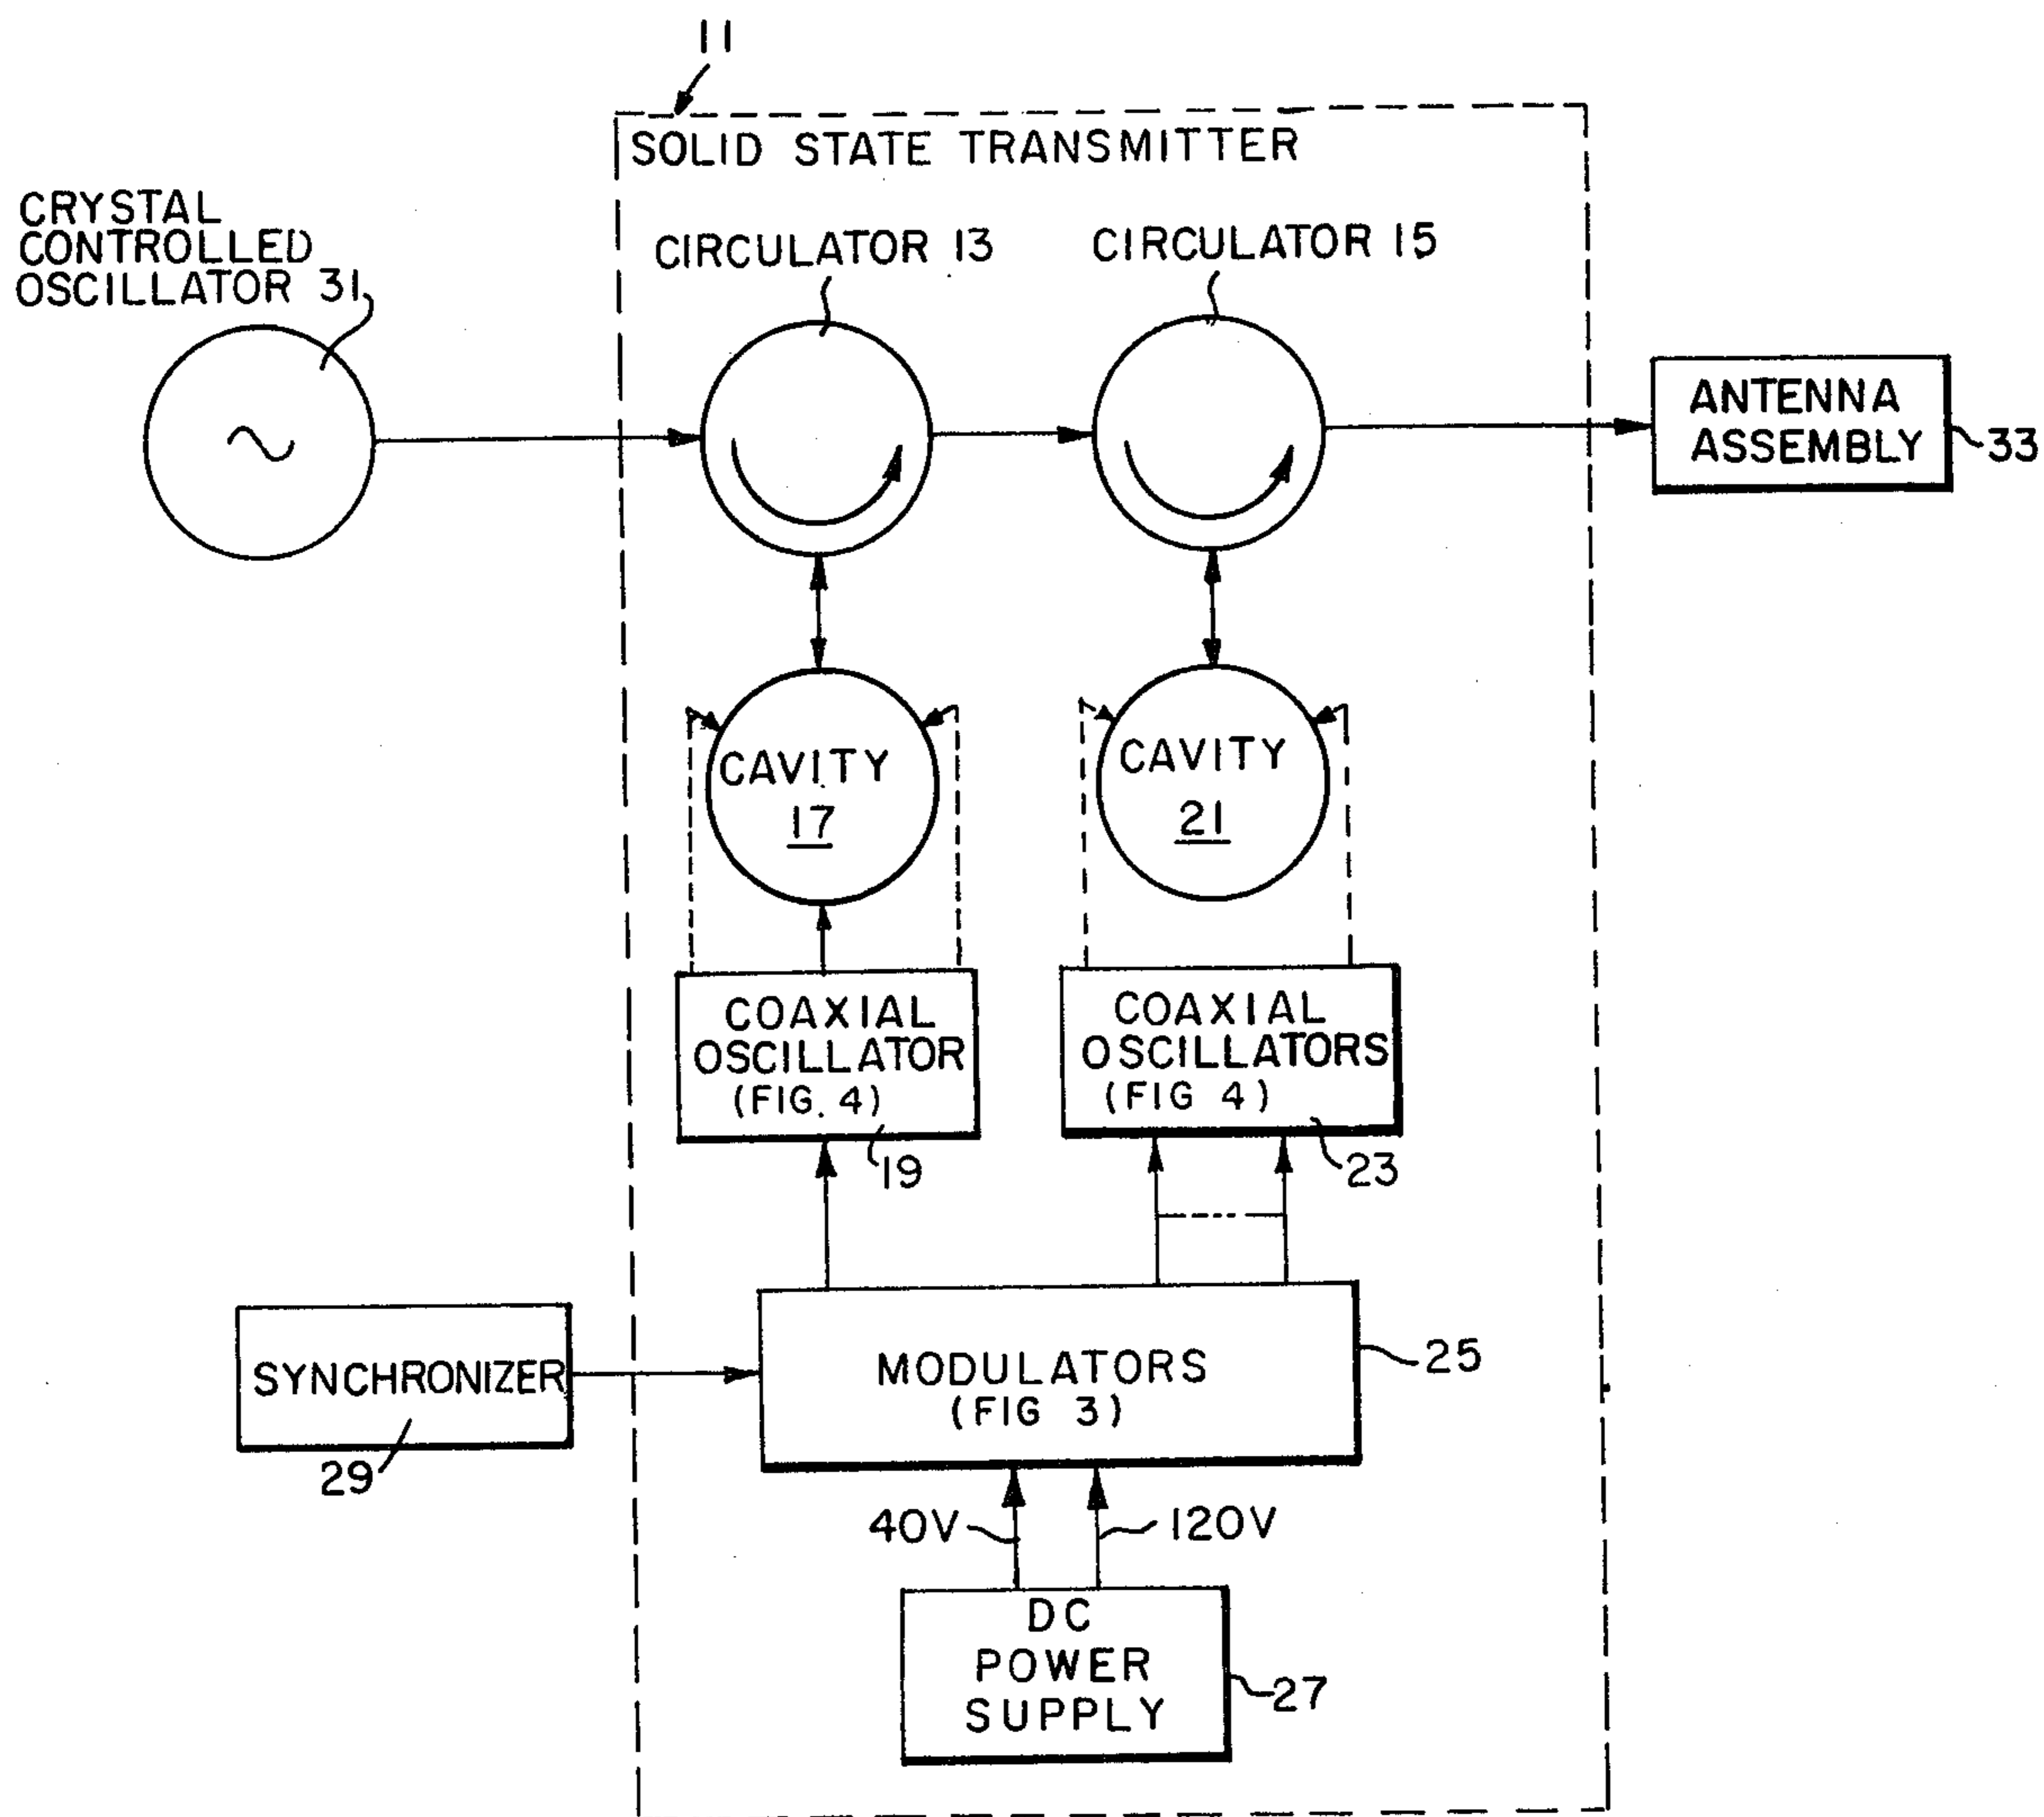 11
SOLID STATE TRANSMITTER
CRYSTAL
CONTROLLED
OSCILLATOR 31
CIRCULATOR 13
CIRCULATOR 15
ANTENNA
ASSEMBLY
33
CAVITY
17
CAVITY
21
COAXIAL
OSCILLATOR
(FIG. 4)
19
COAXIAL
OSCILLATORS
(FIG 4)
23
SYNCHRONIZER
29
MODULATORS
(FIG 3)
25
40V
120V
DC
POWER
SUPPLY
27